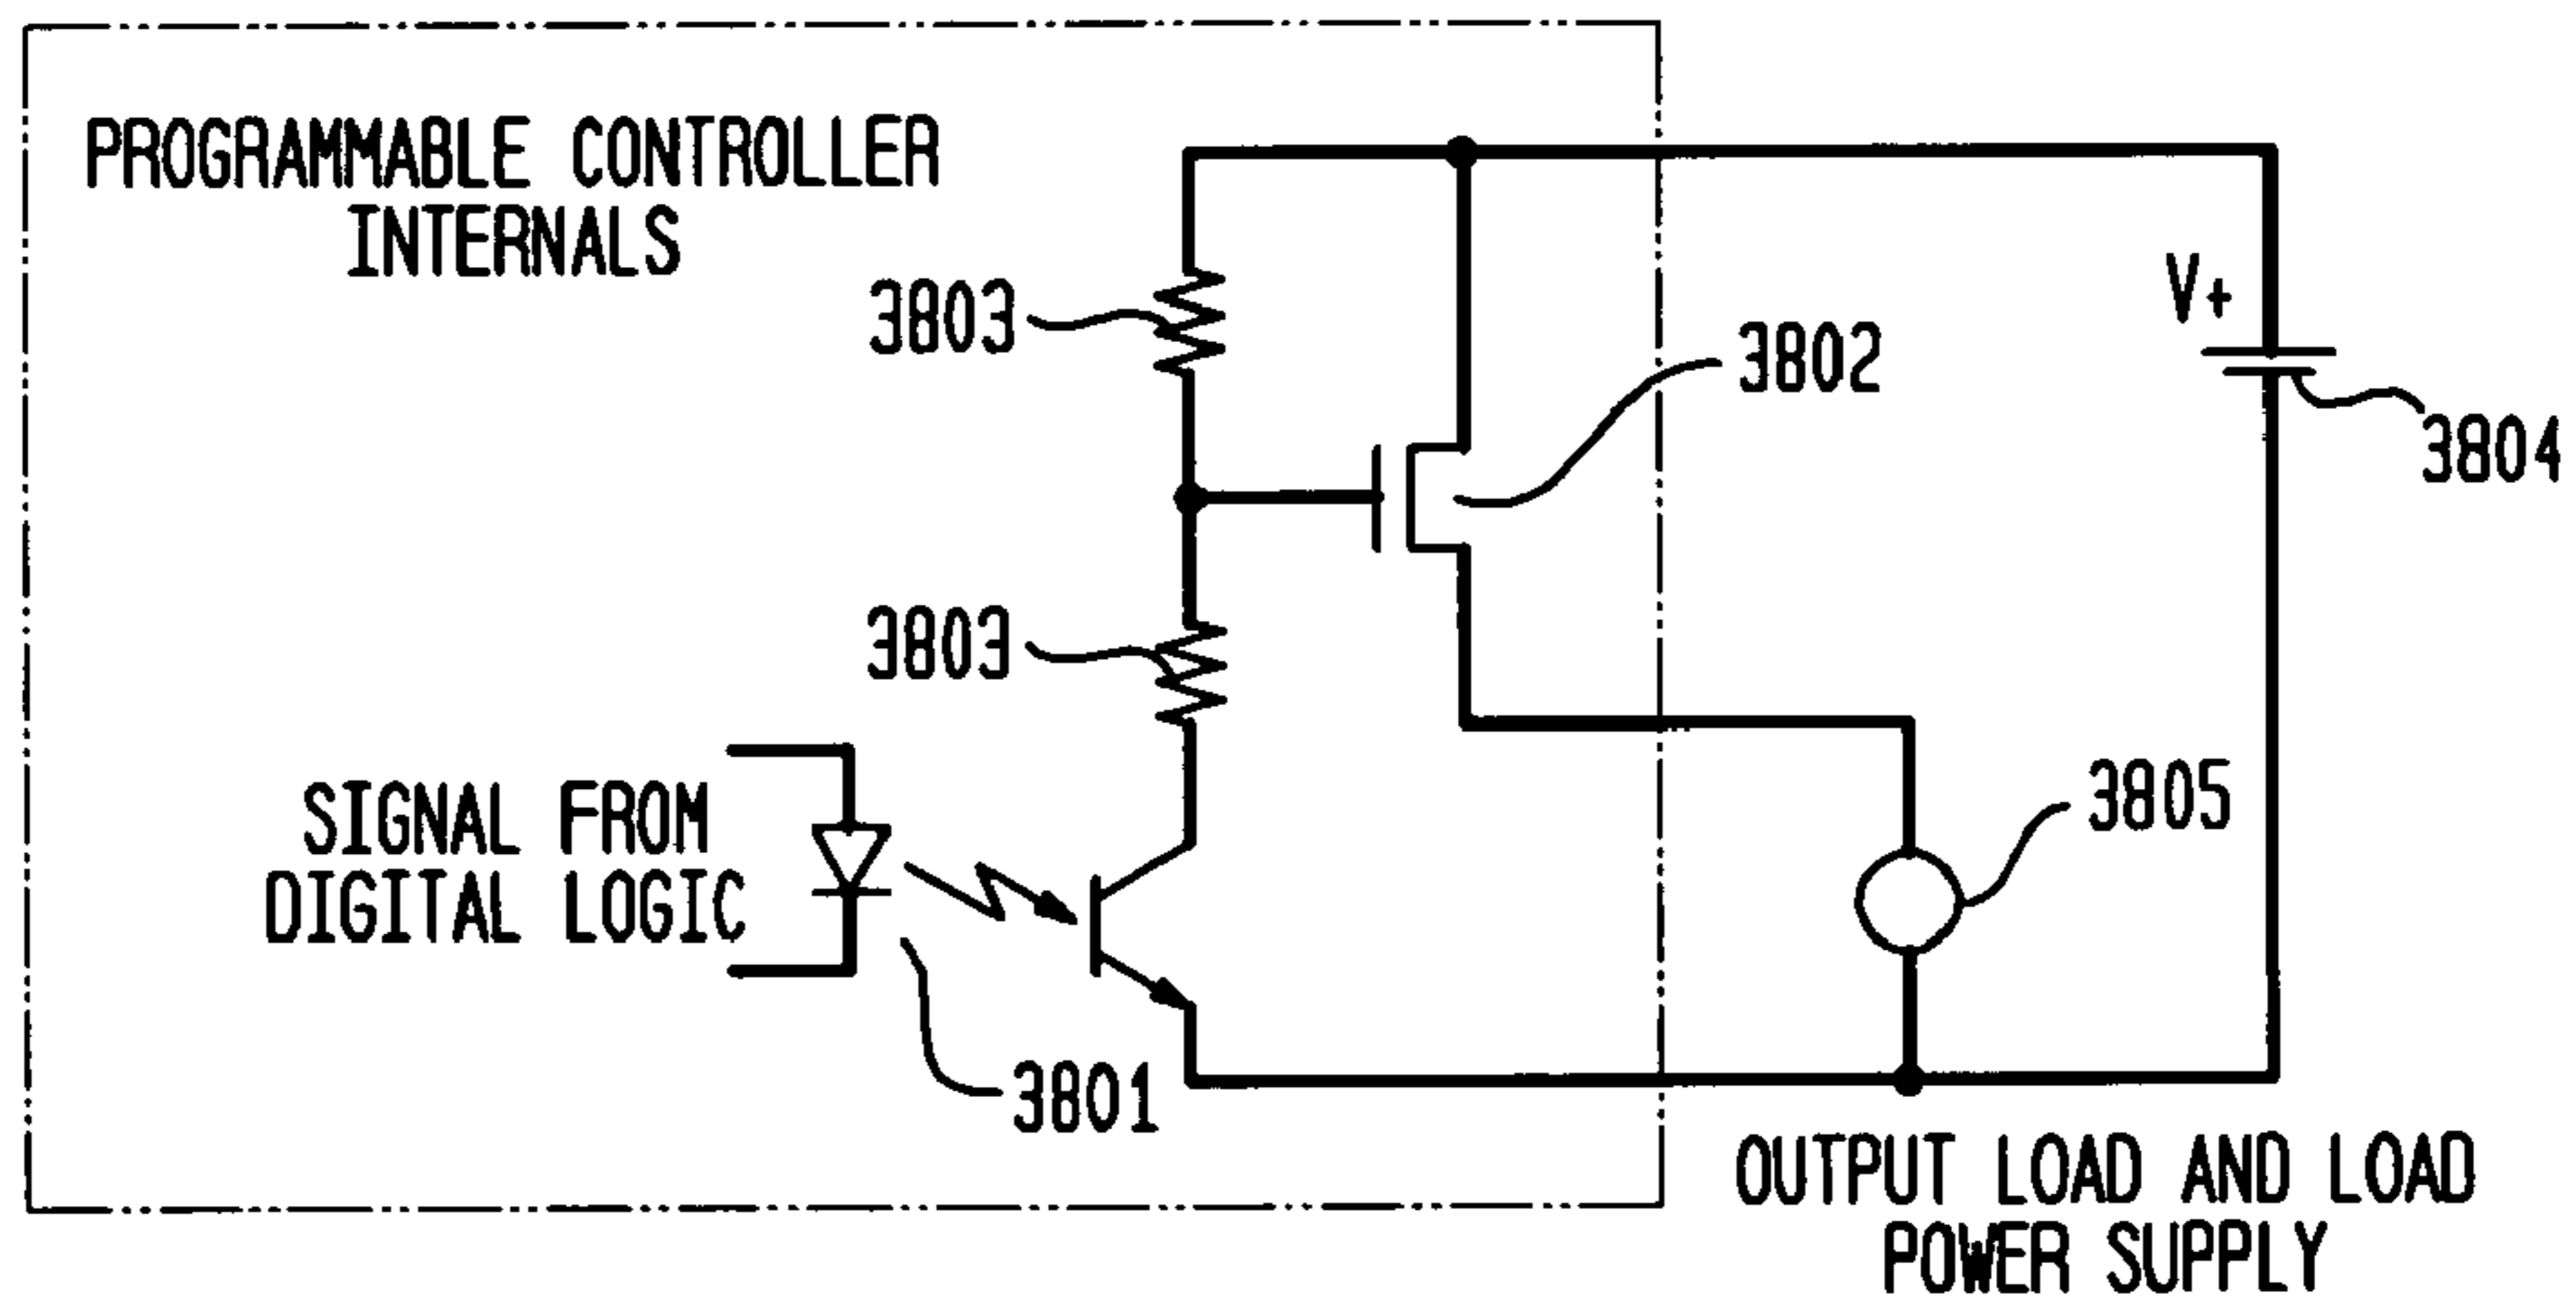 PROGRAMMABLE CONTROLLER
INTERNALS
3803
V+
3802
3804
3803
SIGNAL FROM
DIGITAL LOGIC
3805
3801
OUTPUT LOAD AND LOAD
POWER SUPPLY